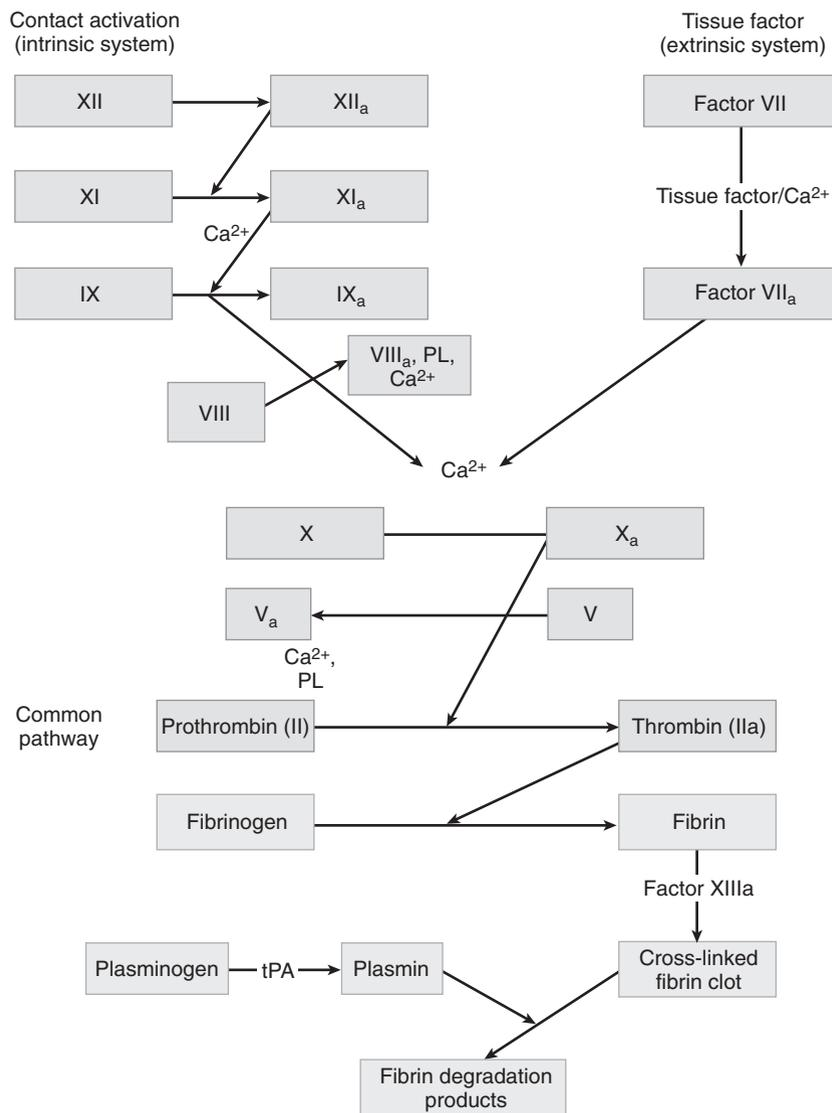 Contact activation
(intrinsic system)
Tissue factor
(extrinsic system)
XII
XIIa
Factor VII
XI
XIa
Tissue factor/Ca2+
Ca2+
IX
IXa
Factor VIIa
VIIIa, PL,
Ca2+
VIII
Ca2+
X
Xa
Va
V
Ca2+,
PL
Common
pathway
Prothrombin (II)
Thrombin (IIa)
Fibrinogen
Fibrin
Factor XIIIa
Plasminogen
tPA
Plasmin
Cross-linked
fibrin clot
Fibrin degradation
products